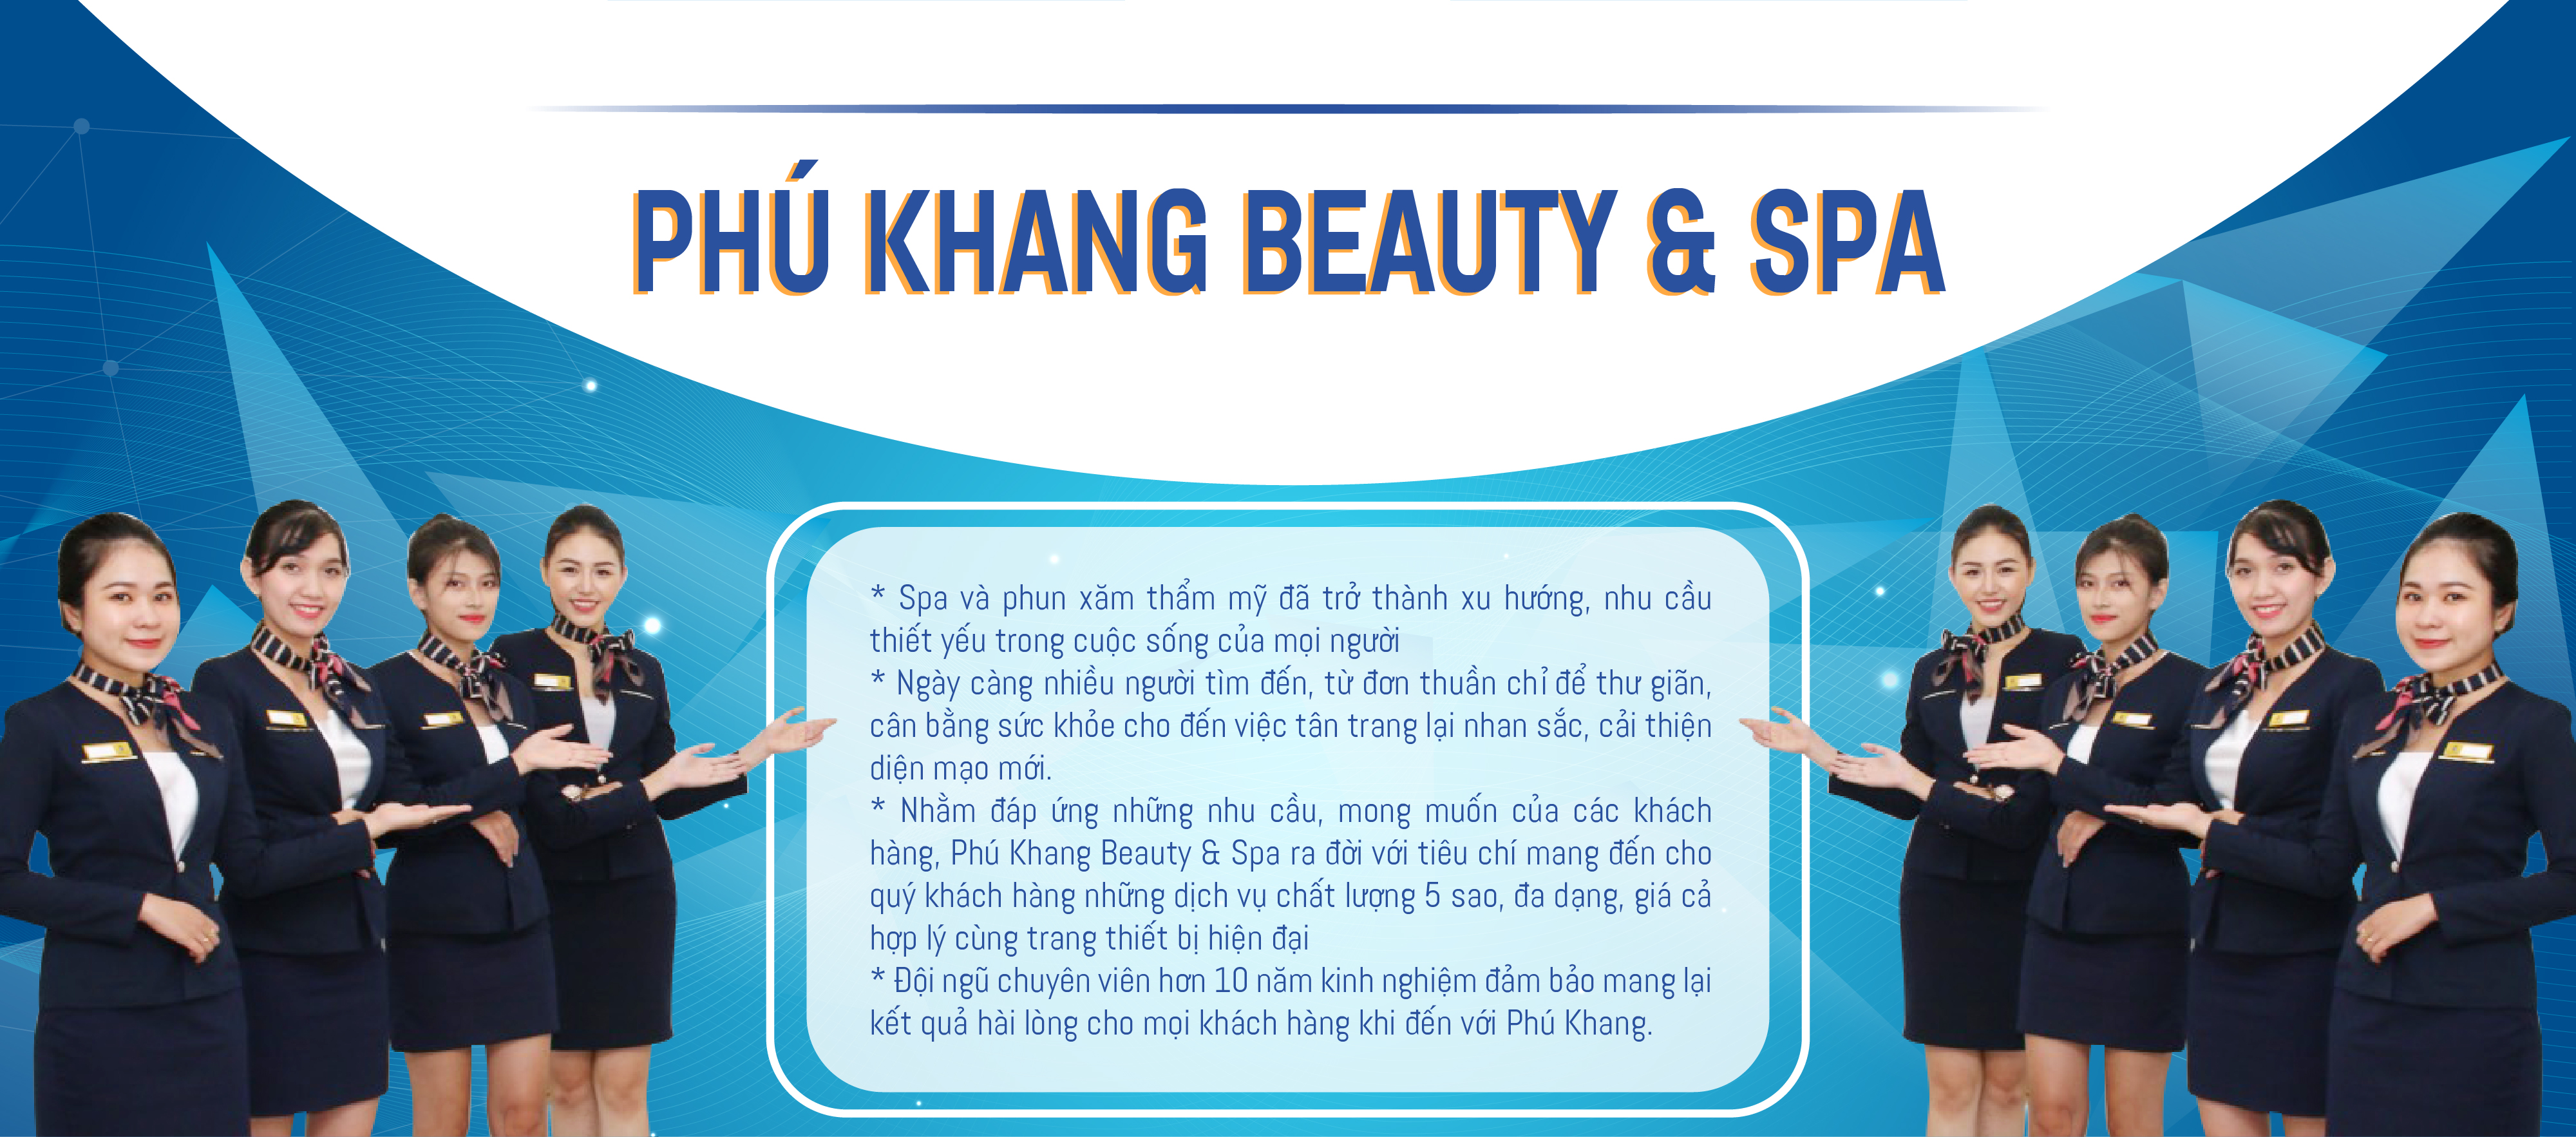 PHÚ KHANG BEAUTY & SPA
* Spa và phun xăm thẩm mỹ đã trở thành xu hướng, nhu cầu
thiết yếu trong cuộc sống của mọi người
* Ngày càng nhiều người tìm đến, từ đơn thuần chỉ để thư giãn,
cân bằng sức khỏe cho đến việc tân trang lại nhan sắc, cải thiện
diện mạo mới.
* Nhằm đáp ứng những nhu cầu, mong muốn của các khách
hàng, Phú Khang Beauty & Spa ra đời với tiêu chí mang đến cho
quý khách hàng những dịch vụ chất lượng 5 sao, đa dạng, giá cả
hợp lý cùng trang thiết bị hiện đại
* Đội ngũ chuyên viên hơn 10 năm kinh nghiệm đảm bảo mang lại
kết quả hài lòng cho mọi khách hàng khi đến với Phú Khang.